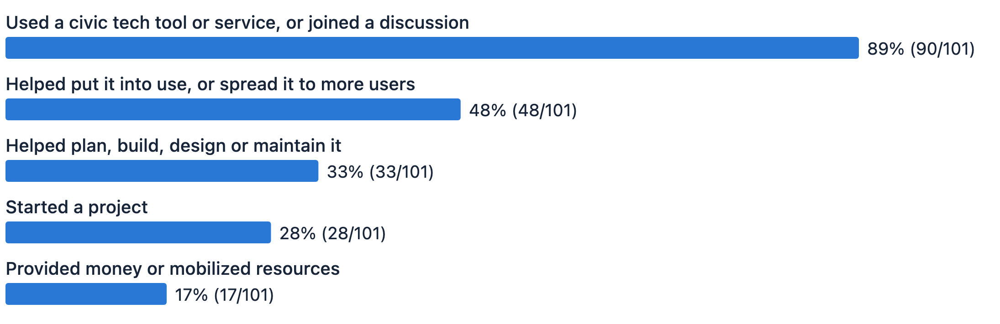 Used a civic tech tool or service, or joined a discussion
89% (90/101)
Helped put it into use, or spread it to more users
48% (48/101)
Helped plan, build, design or maintain it
33% (33/101)
Started a project
28% (28/101)
Provided money or mobilized resources
17% (17/101)